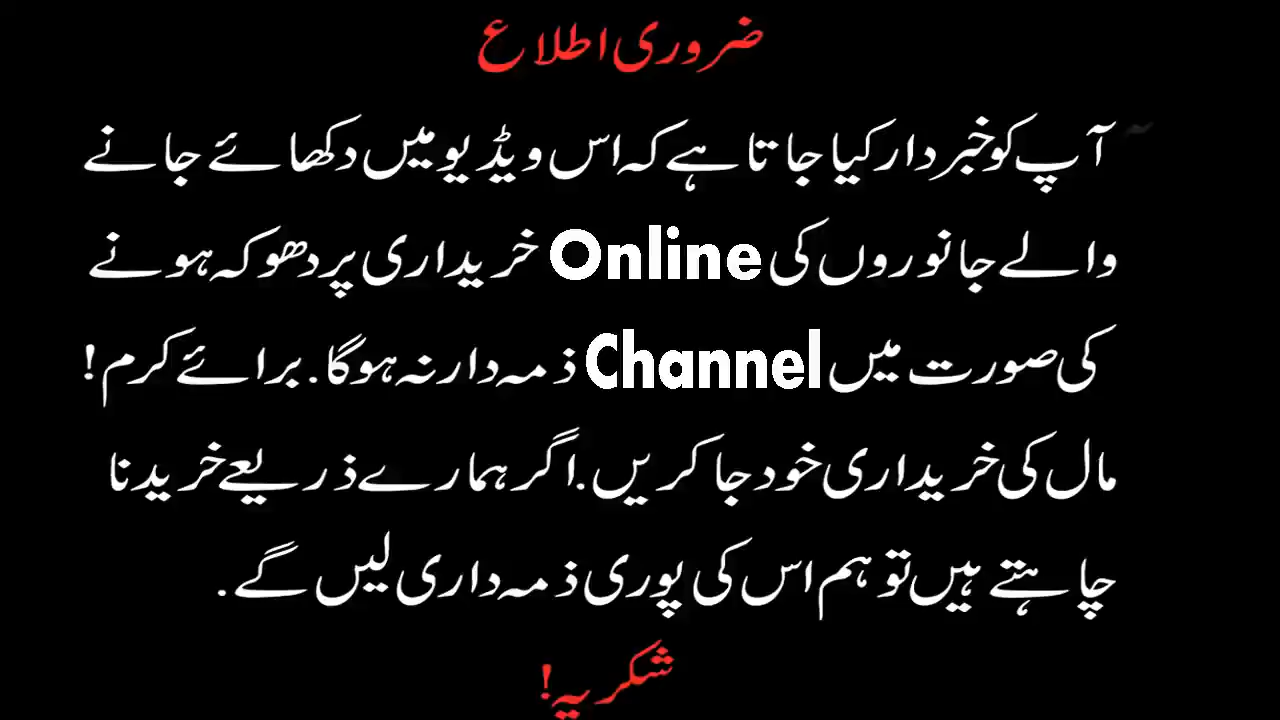 ضروری اطلاع
آپ کو خبردار کیا جاتا ہے کہ اس ویڈیو میں دکھائے جانے
والے جانوروں کی Online خریداری پر دھوکہ ہونے
کی صورت میں Channel ذمہ دار نہ ہوگا. برائے کرم!
مال کی خریداری خود جا کریں. اگر ہمارے ذریعے خریدنا
چاہتے ہیں تو ہم اس کی پوری ذمہ داری لیں گے.
شکریہ!